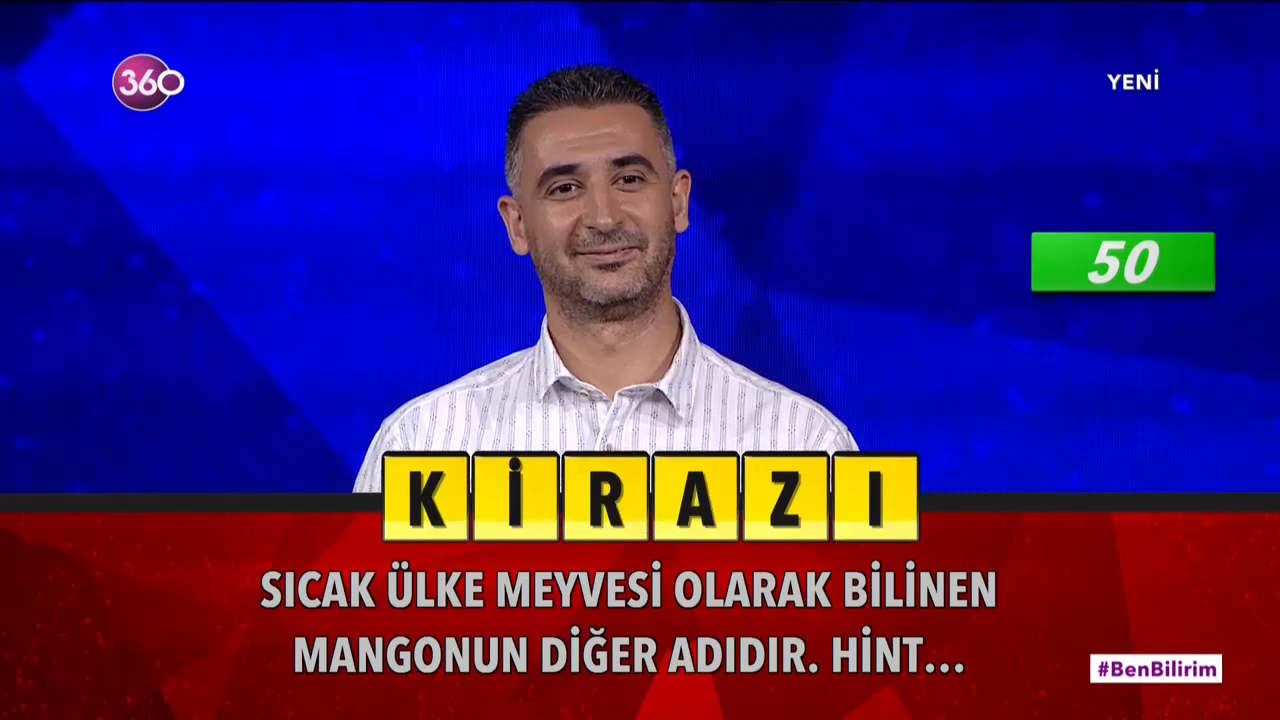 360
YENİ
50
KİRAZI
SICAK ÜLKE MEYVESİ OLARAK BİLİNEN
MANGONUN DİĞER ADIDIR. HİNT...
#BenBilirim